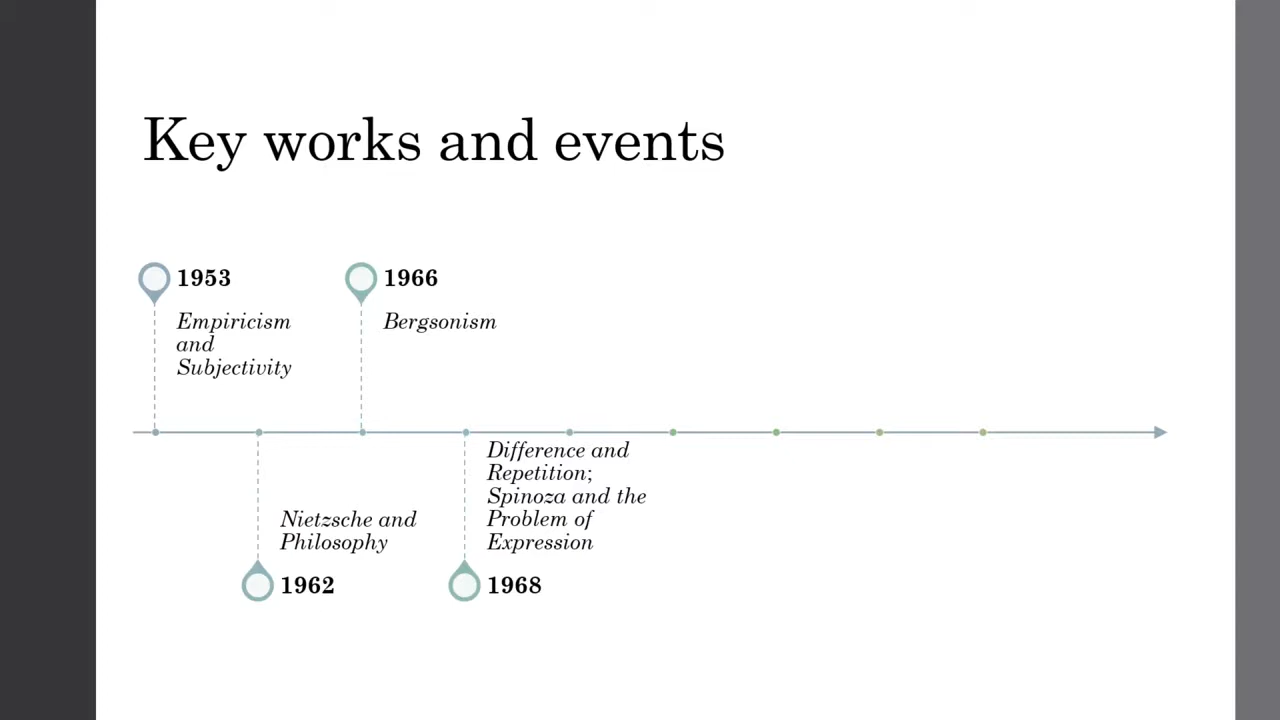 Key works and events
1953
Empiricism
and
Subjectivity
1966
Bergsonism
Nietzsche and
Philosophy
1962
Difference and
Repetition;
Spinoza and the
Problem of
Expression
1968